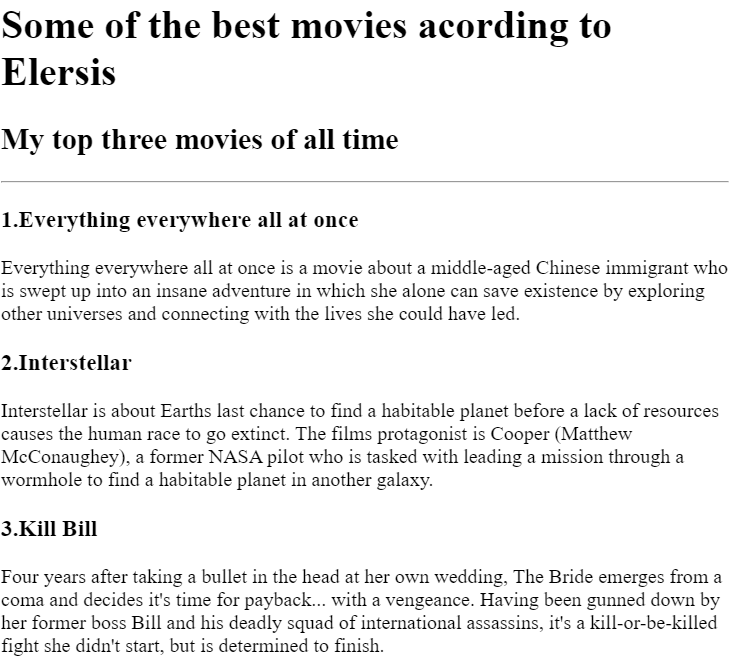 Some of the best movies acording to
Elersis
My top three movies of all time
1.Everything everywhere all at once
Everything everywhere all at once is a movie about a middle-aged Chinese immigrant who
is swept up into an insane adventure in which she alone can save existence by exploring
other universes and connecting with the lives she could have led.
2.Interstellar
Interstellar is about Earths last chance to find a habitable planet before a lack of resources
causes the human race to go extinct. The films protagonist is Cooper (Matthew
McConaughey), a former NASA pilot who is tasked with leading a mission through a
wormhole to find a habitable planet in another galaxy.
3.Kill Bill
Four years after taking a bullet in the head at her own wedding, The Bride emerges from a
coma and decides it's time for payback... with a vengeance. Having been gunned down by
her former boss Bill and his deadly squad of international assassins, it's a kill-or-be-killed
fight she didn't start, but is determined to finish.